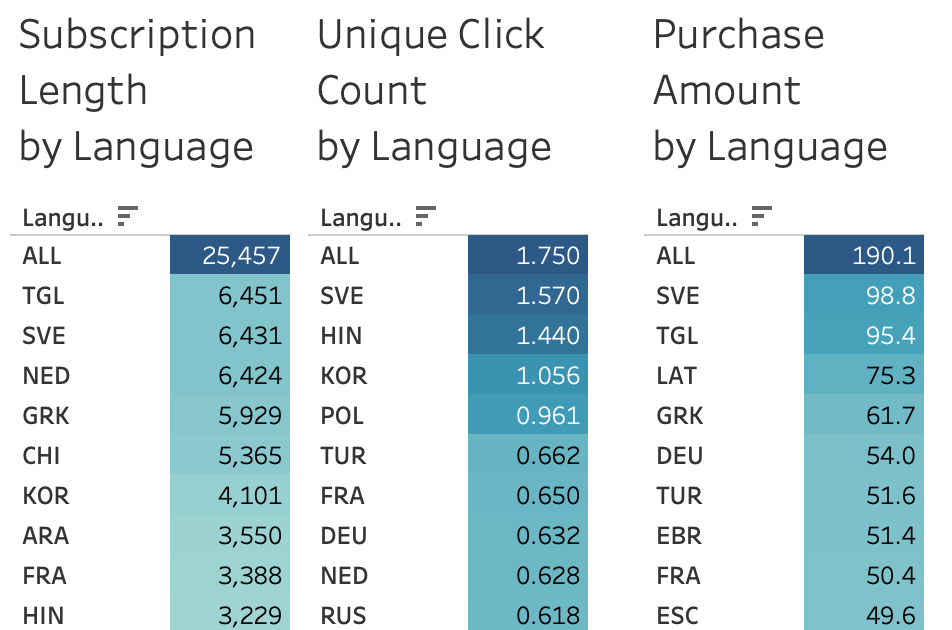 Subscription
Length
by Language
Langu..
ALL 25,457
TGL 6,451
SVE 6,431
NED 6,424
GRK 5,929
CHI 5,365
KOR 4,101
ARA 3,550
FRA 3,388
HIN 3,229
Unique Click
Count
by Language
Langu..
ALL 1.750
SVE 1.570
HIN 1.440
KOR 1.056
POL 0.961
TUR 0.662
FRA 0.650
DEU 0.632
NED 0.628
RUS 0.618
Purchase
Amount
by Language
Langu..
ALL 190.1
SVE 98.8
TGL 95.4
LAT 75.3
GRK 61.7
DEU 54.0
TUR 51.6
EBR 51.4
FRA 50.4
ESC 49.6